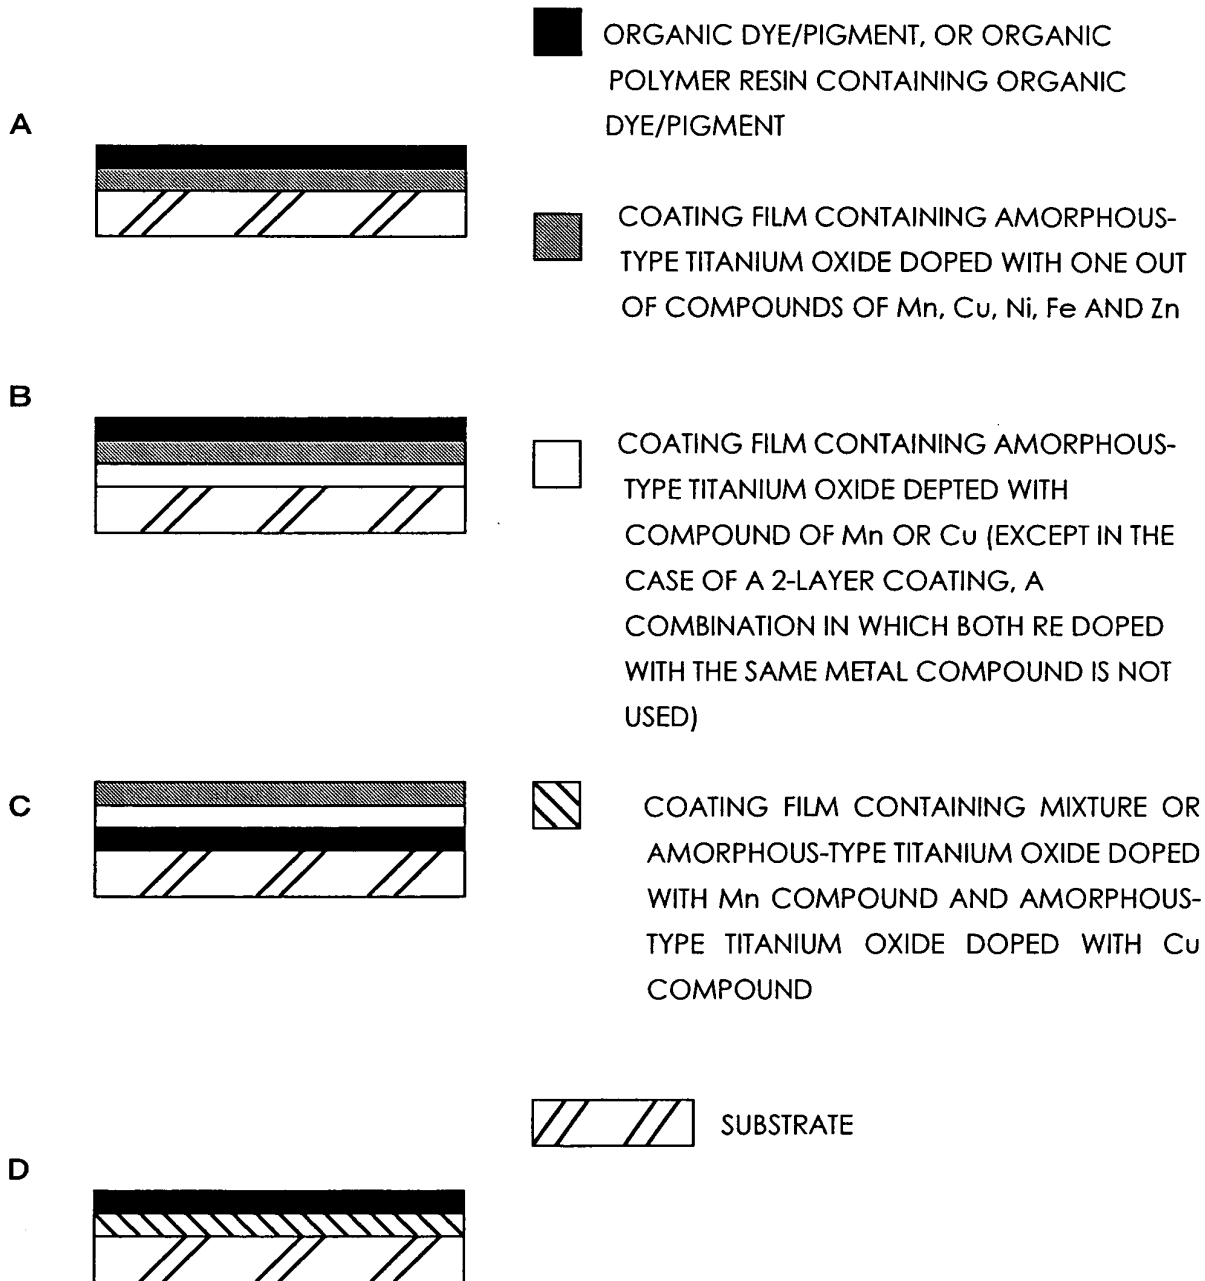 ORGANIC DYE/PIGMENT, OR ORGANIC
POLYMER RESIN CONTAINING ORGANIC
DYE/PIGMENT
A
COATING FILM CONTAINING AMORPHOUS-
TYPE TITANIUM OXIDE DOPED WITH ONE OUT
OF COMPOUNDS OF Mn, Cu, Ni, Fe AND Zn
B
COATING FILM CONTAINING AMORPHOUS-
TYPE TITANIUM OXIDE DEPTED WITH
COMPOUND OF Mn OR Cu (EXCEPT IN THE
CASE OF A 2-LAYER COATING, A
COMBINATION IN WHICH BOTH RE DOPED
WITH THE SAME METAL COMPOUND IS NOT
USED)
C
COATING FILM CONTAINING MIXTURE OR
AMORPHOUS-TYPE TITANIUM OXIDE DOPED
WITH Mn COMPOUND AND AMORPHOUS-
TYPE TITANIUM OXIDE DOPED WITH Cu
COMPOUND
SUBSTRATE
D